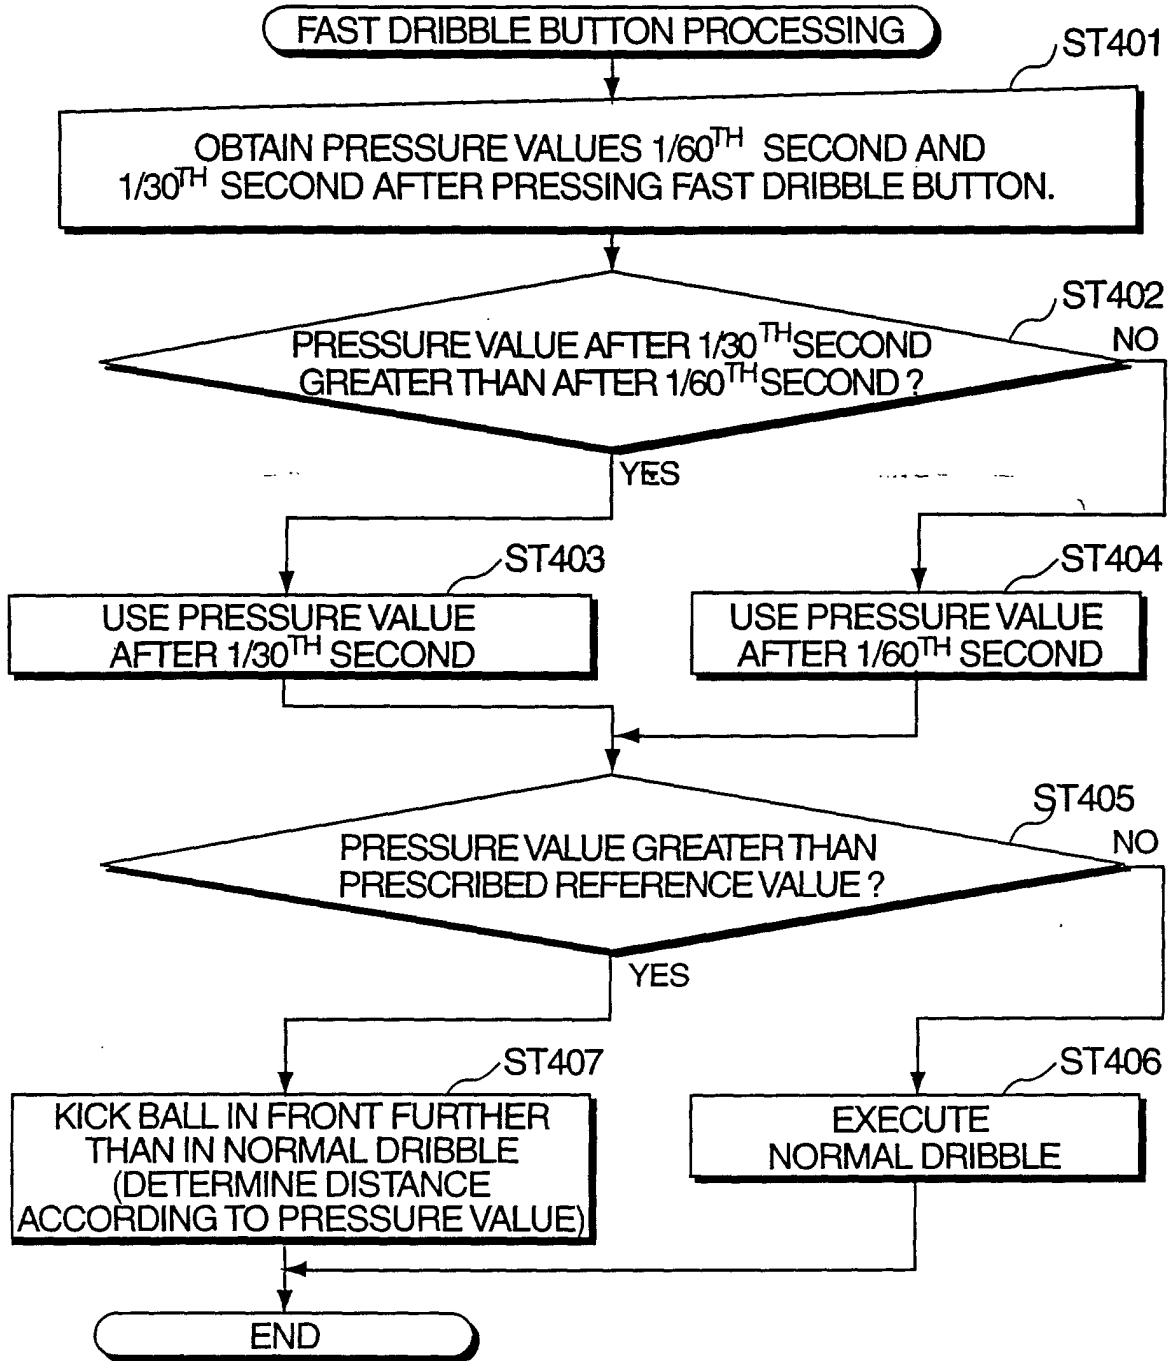 FAST DRIBBLE BUTTON PROCESSING
ST401
OBTAIN PRESSURE VALUES 1/60TH SECOND AND
1/30TH SECOND AFTER PRESSING FAST DRIBBLE BUTTON.
ST402
PRESSURE VALUE AFTER 1/30TH SECOND
GREATER THAN AFTER 1/60TH SECOND ?
NO
YES
ST403
USE PRESSURE VALUE
AFTER 1/30TH SECOND
ST404
USE PRESSURE VALUE
AFTER 1/60TH SECOND
ST405
PRESSURE VALUE GREATER THAN
PRESCRIBED REFERENCE VALUE ?
NO
YES
ST407
KICK BALL IN FRONT FURTHER
THAN IN NORMAL DRIBBLE
(DETERMINE DISTANCE
ACCORDING TO PRESSURE VALUE)
ST406
EXECUTE
NORMAL DRIBBLE
END